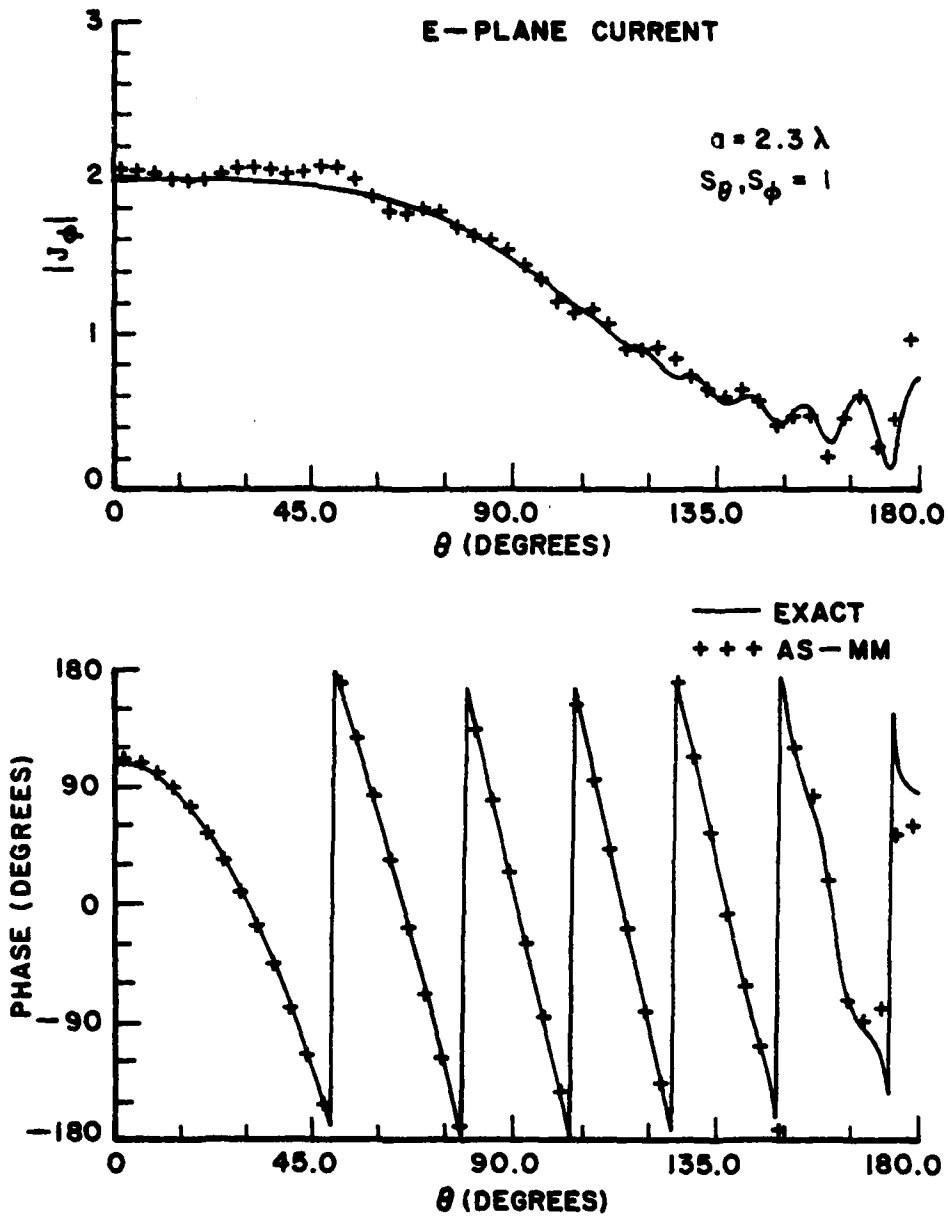 E-PLANE CURRENT
3
2
1
0
|Jϕ|
a = 2.3 λ
Sθ, Sϕ = 1
0 45.0 90.0 135.0 180.0
θ (DEGREES)
EXACT
+ + + AS-MM
180
90
0
-90
-180
PHASE (DEGREES)
0 45.0 90.0 135.0 180.0
θ (DEGREES)